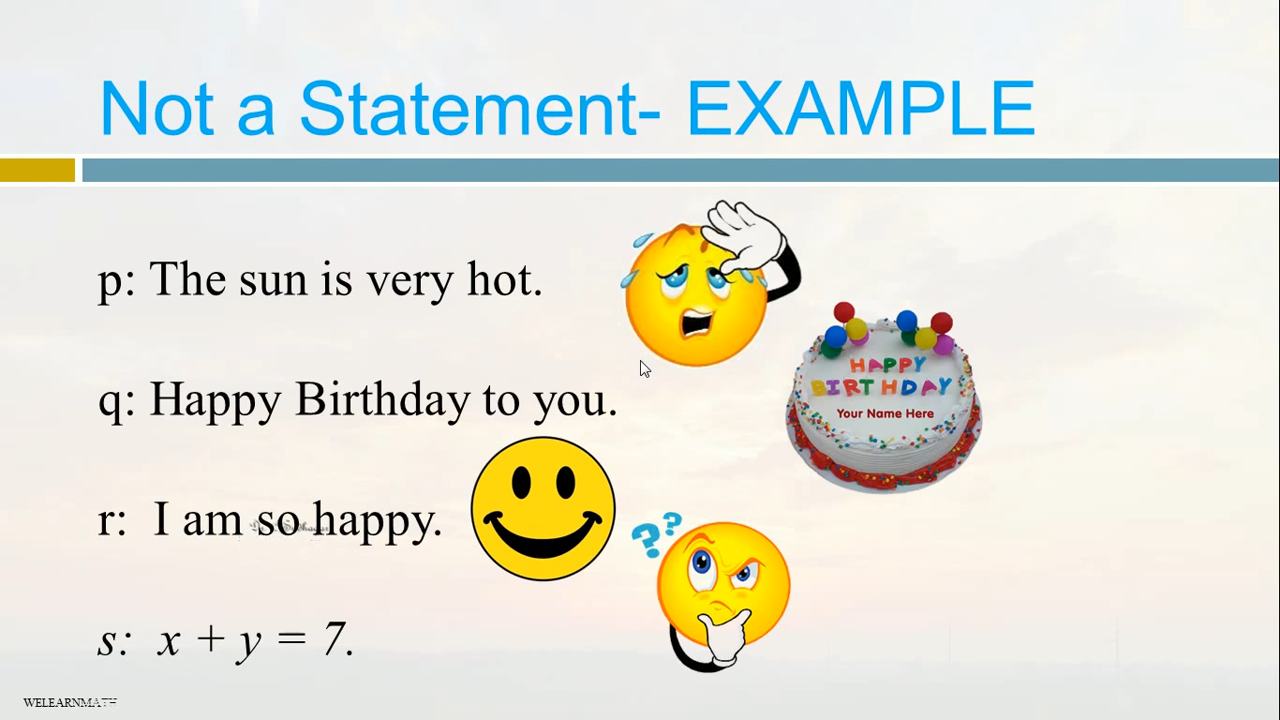 Not a Statement- EXAMPLE
p: The sun is very hot.
HAPPY
BIRTHDAY
Your Name Here
q: Happy Birthday to you.
r: I am so happy.
??
s: x + y = 7.
WELEARNMATH